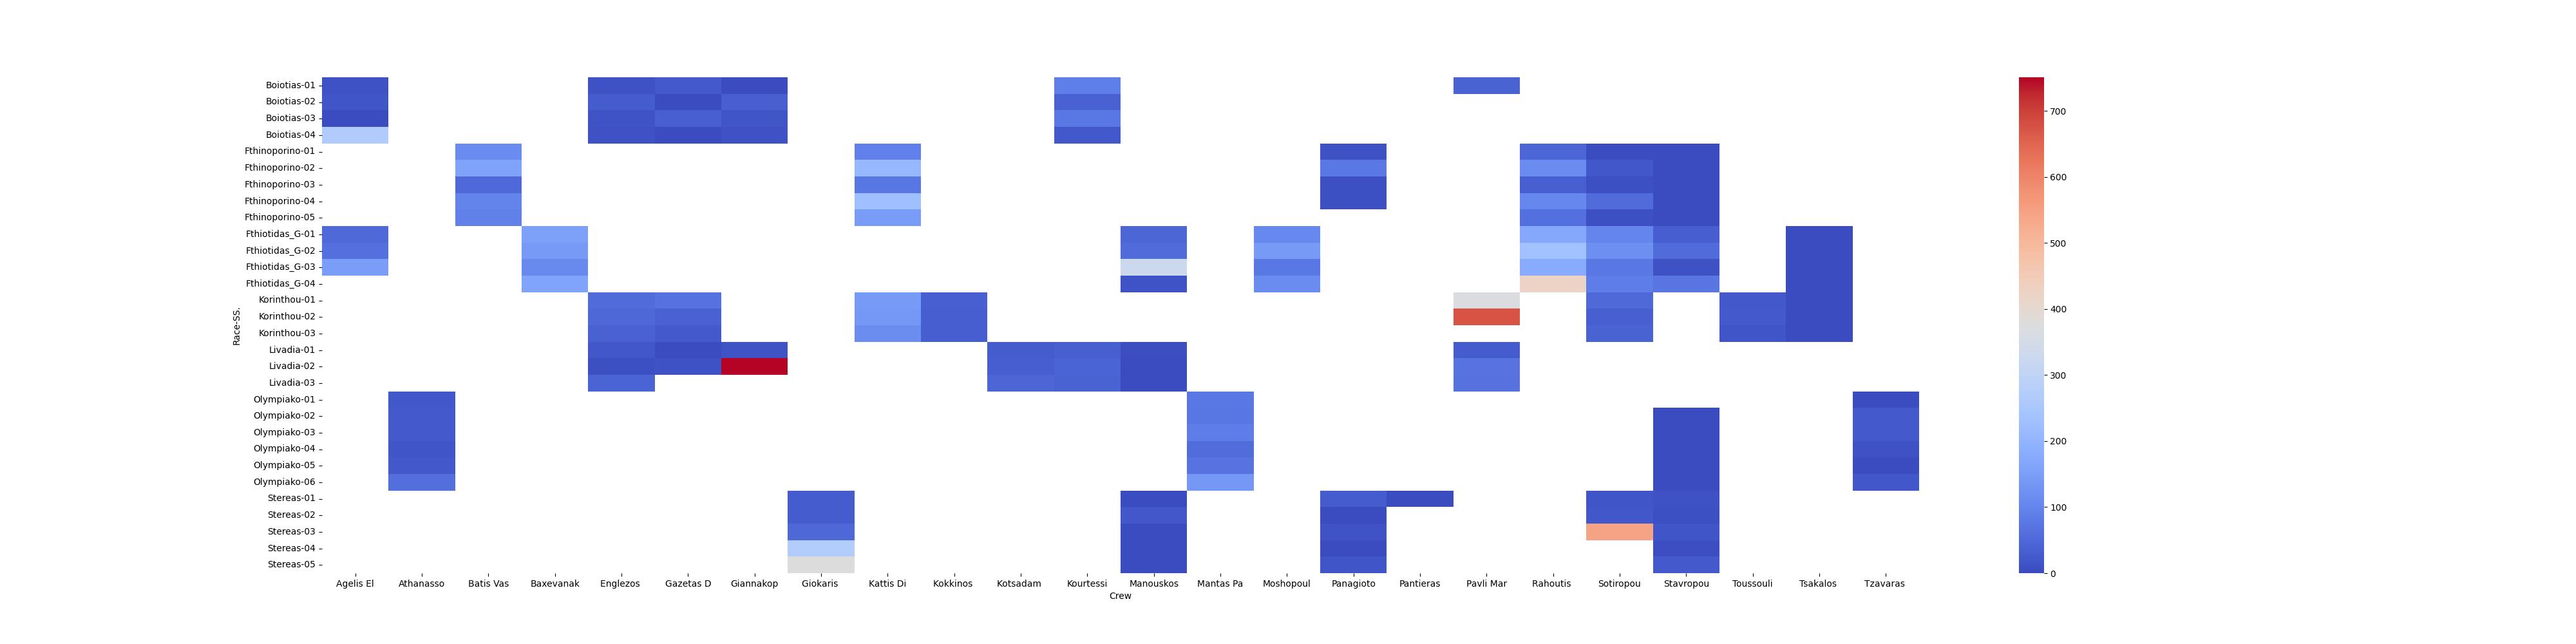 Boiotias-01
Boiotias-02
Boiotias-03
Boiotias-04
Fthinoporino-01
Fthinoporino-02
Fthinoporino-03
Fthinoporino-04
Fthinoporino-05
Fthiotidas_G-01
Fthiotidas_G-02
Fthiotidas_G-03
Fthiotidas_G-04
Korinthou-01
Korinthou-02
Korinthou-03
Livadia-01
Livadia-02
Livadia-03
Olympiako-01
Olympiako-02
Olympiako-03
Olympiako-04
Olympiako-05
Olympiako-06
Stereas-01
Stereas-02
Stereas-03
Stereas-04
Stereas-05
Race-SS.
Agelis El Athanasso Batis Vas Baxevanak Englezos Gazetas D Giannakop Giokaris Kattis Di Kokkinos Kotsadam Kourtessi Manouskos Mantas Pa Moshopoul Panagioto Pantieras Pavli Mar Rahoutis Sotiropou Stavropou Toussouli Tsakalos Tzavaras
Crew
700
600
500
400
300
200
100
0